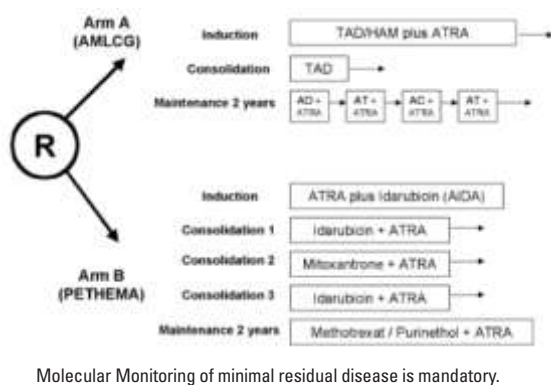 Arm A
(AMLCG)
Induction
TAD/HAM plus ATRA
Consolidation
TAD
Maintenance 2 years
AD +
ATRA
AT +
ATRA
AC +
ATRA
AT +
ATRA
R
Induction
ATRA plus Idarubicin (AIDA)
Consolidation 1
Idarubicin + ATRA
Consolidation 2
Mitoxantrone + ATRA
Arm B
(PETHEMA)
Consolidation 3
Idarubicin + ATRA
Maintenance 2 years
Methotrexat / Purinethol + ATRA
Molecular Monitoring of minimal residual disease is mandatory.